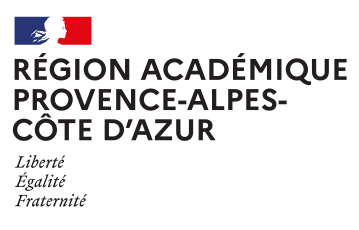 RÉGION ACADÉMIQUE
PROVENCE-ALPES-
CÔTE D’AZUR
Liberté
Égalité
Fraternité